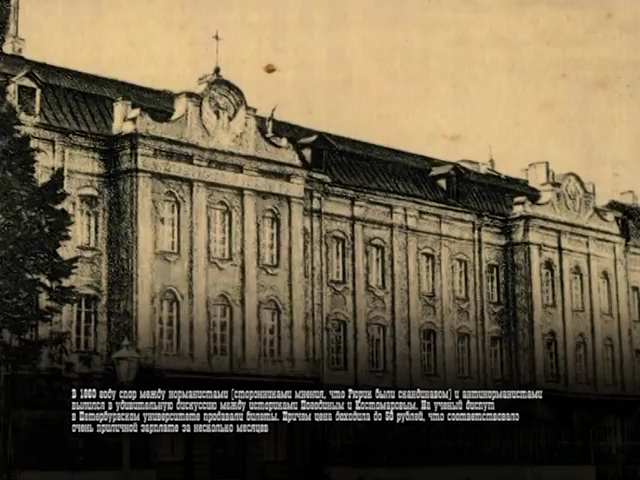 В 1860 году спор между норманистами (сторонниками мнения, что Рюрик были скандинавом) и антинорманистами
вылился в удивительную дискуссию между историками Погодиным и Костомаровым. На ученый диспут
в Петербургском университете продавали билеты. Причем цена доходила до 50 рублей, что соответствовало
очень приличной зарплате за несколько месяцев